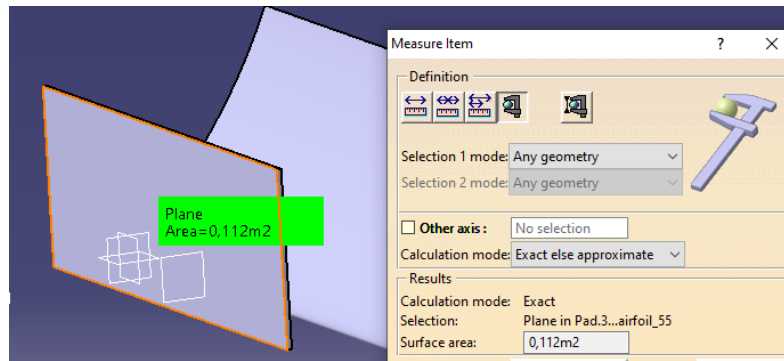 Plane
Area=0,112m2
Measure Item
? ×
Definition
Selection 1 mode: Any geometry
Selection 2 mode: Any geometry
Other axis : No selection
Calculation mode: Exact else approximate
Results
Calculation mode: Exact
Selection: Plane in Pad.3...airfoil_55
Surface area: 0,112m2